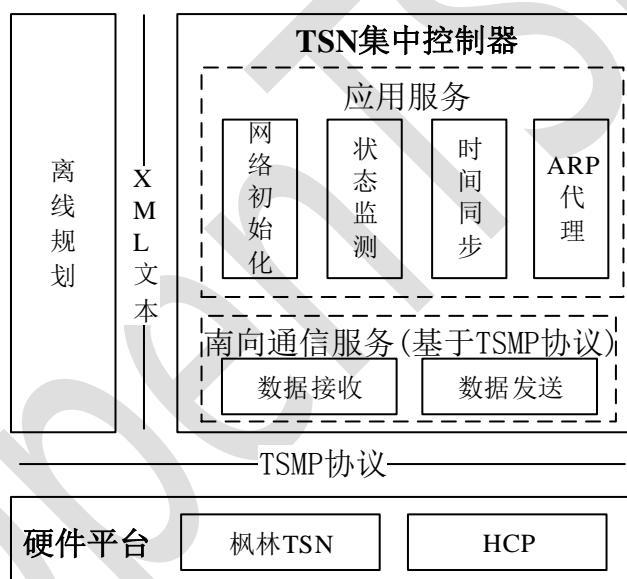 TSN集中控制器
应用服务
网络初始化
状态监测
时间同步
ARP代理
离线规划
XML文本
南向通信服务(基于TSMP协议)
数据接收
数据发送
TSMP协议
硬件平台
枫林TSN
HCP